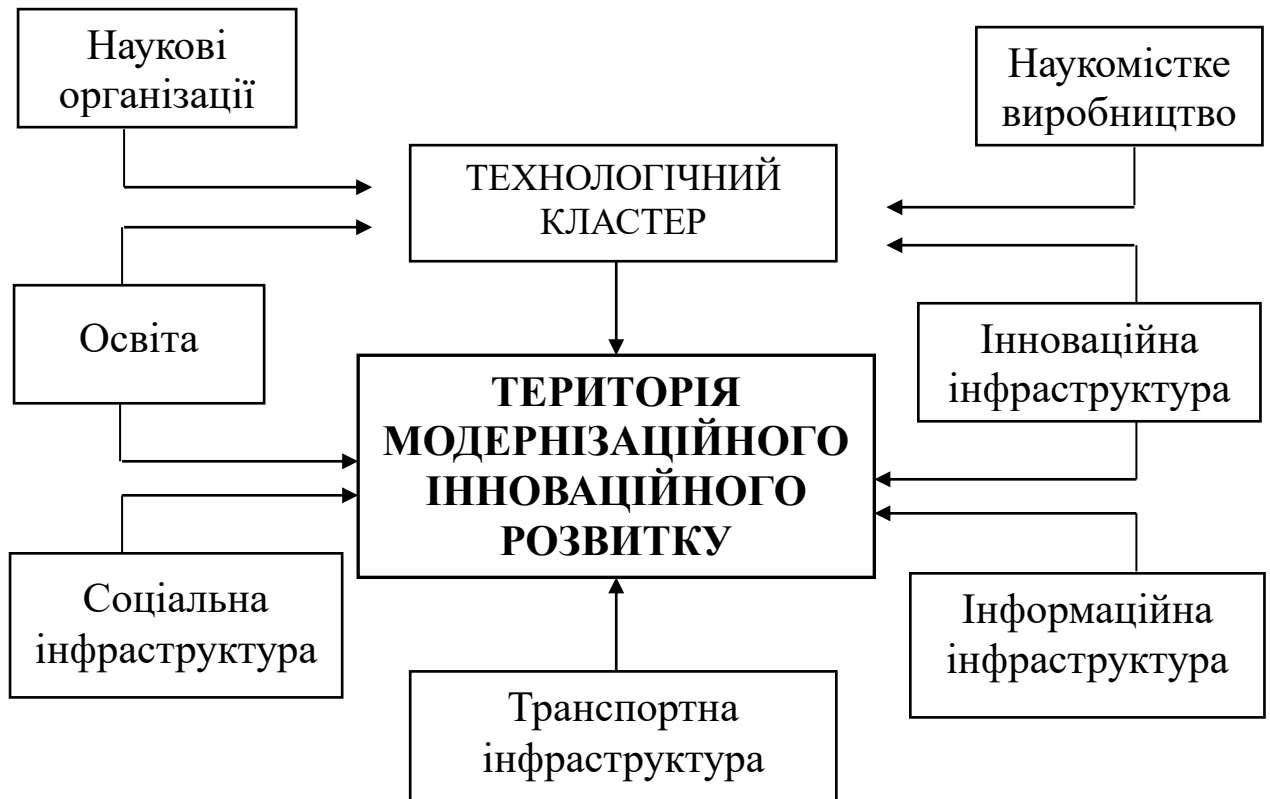 Наукові
організації
Наукомістке
виробництво
ТЕХНОЛОГІЧНИЙ
КЛАСТЕР
Освіта
Інноваційна
інфраструктура
ТЕРИТОРІЯ
МОДЕРНІЗАЦІЙНОГО
ІННОВАЦІЙНОГО
РОЗВИТКУ
Соціальна
інфраструктура
Інформаційна
інфраструктура
Транспортна
інфраструктура